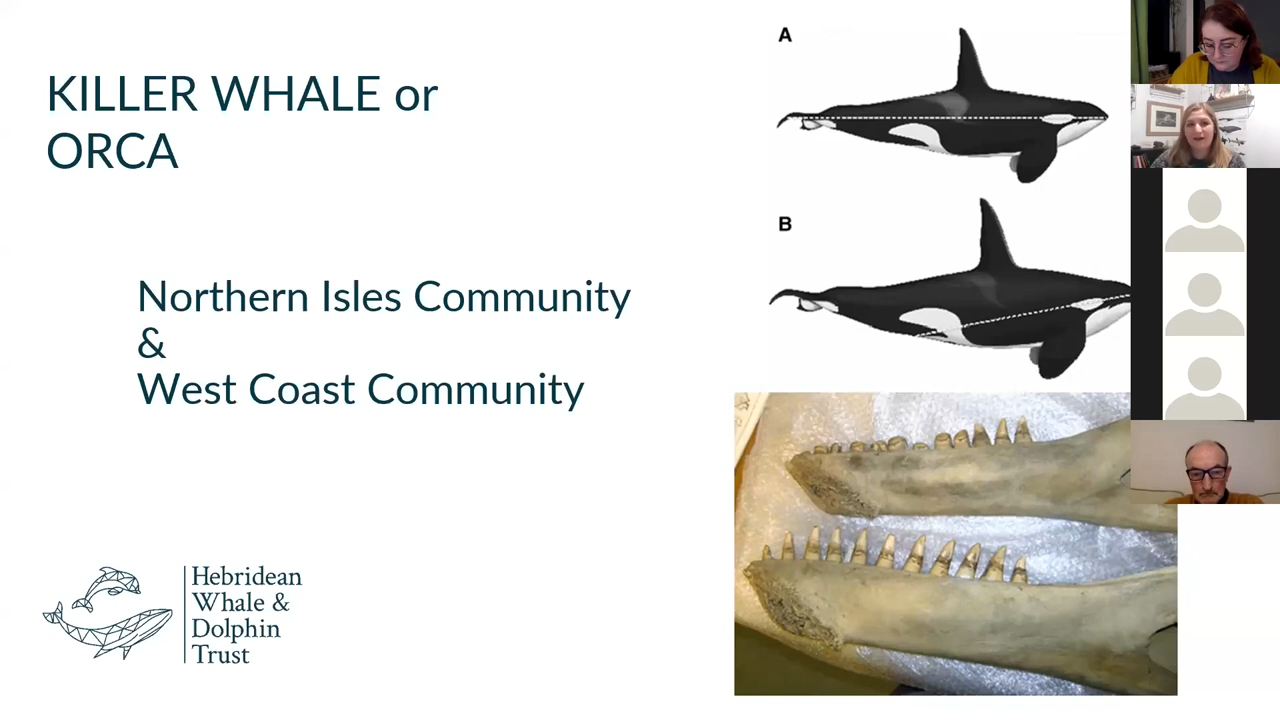 KILLER WHALE or
ORCA
Northern Isles Community
&
West Coast Community
A
B
Hebridean
Whale &
Dolphin
Trust